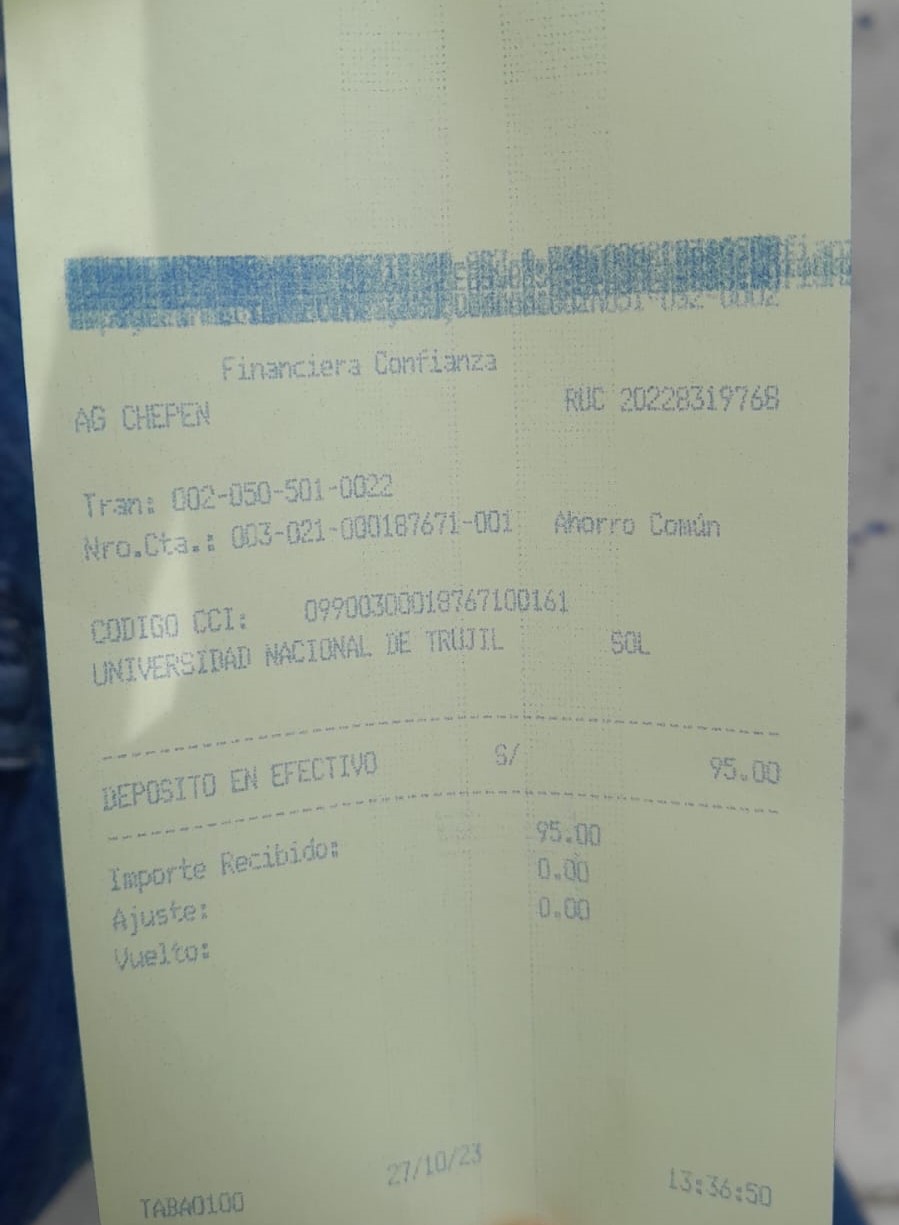 Financiera Confianza
AG CHEPEN RUC 20228319768
Tran: 002-050-501-0022
Nro.Cta.: 003-021-000187671-001 Ahorro Común
CODIGO CCI: 09900300018767100161
UNIVERSIDAD NACIONAL DE TRUJIL SOL
DEPOSITO EN EFECTIVO S/ 95.00
Importe Recibido: 95.00
Ajuste: 0.00
Vuelto: 0.00
TABA0100 27/10/23 13:36:50